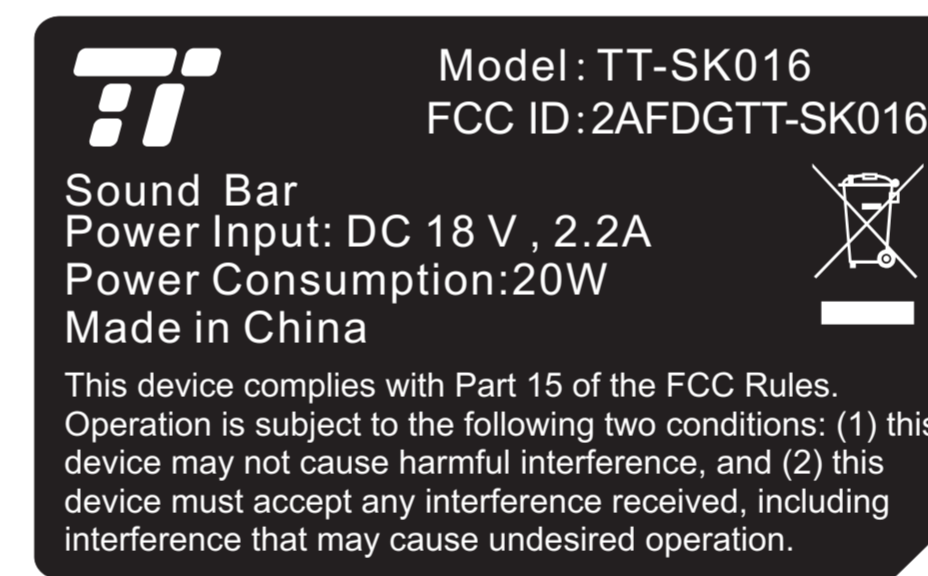 Model: TT-SK016
FCC ID:2AFDGTT-SK016
Sound Bar
Power Input: DC 18 V , 2.2A
Power Consumption:20W
Made in China
This device complies with Part 15 of the FCC Rules.
Operation is subject to the following two conditions: (1) this
device may not cause harmful interference, and (2) this
device must accept any interference received, including
interference that may cause undesired operation.